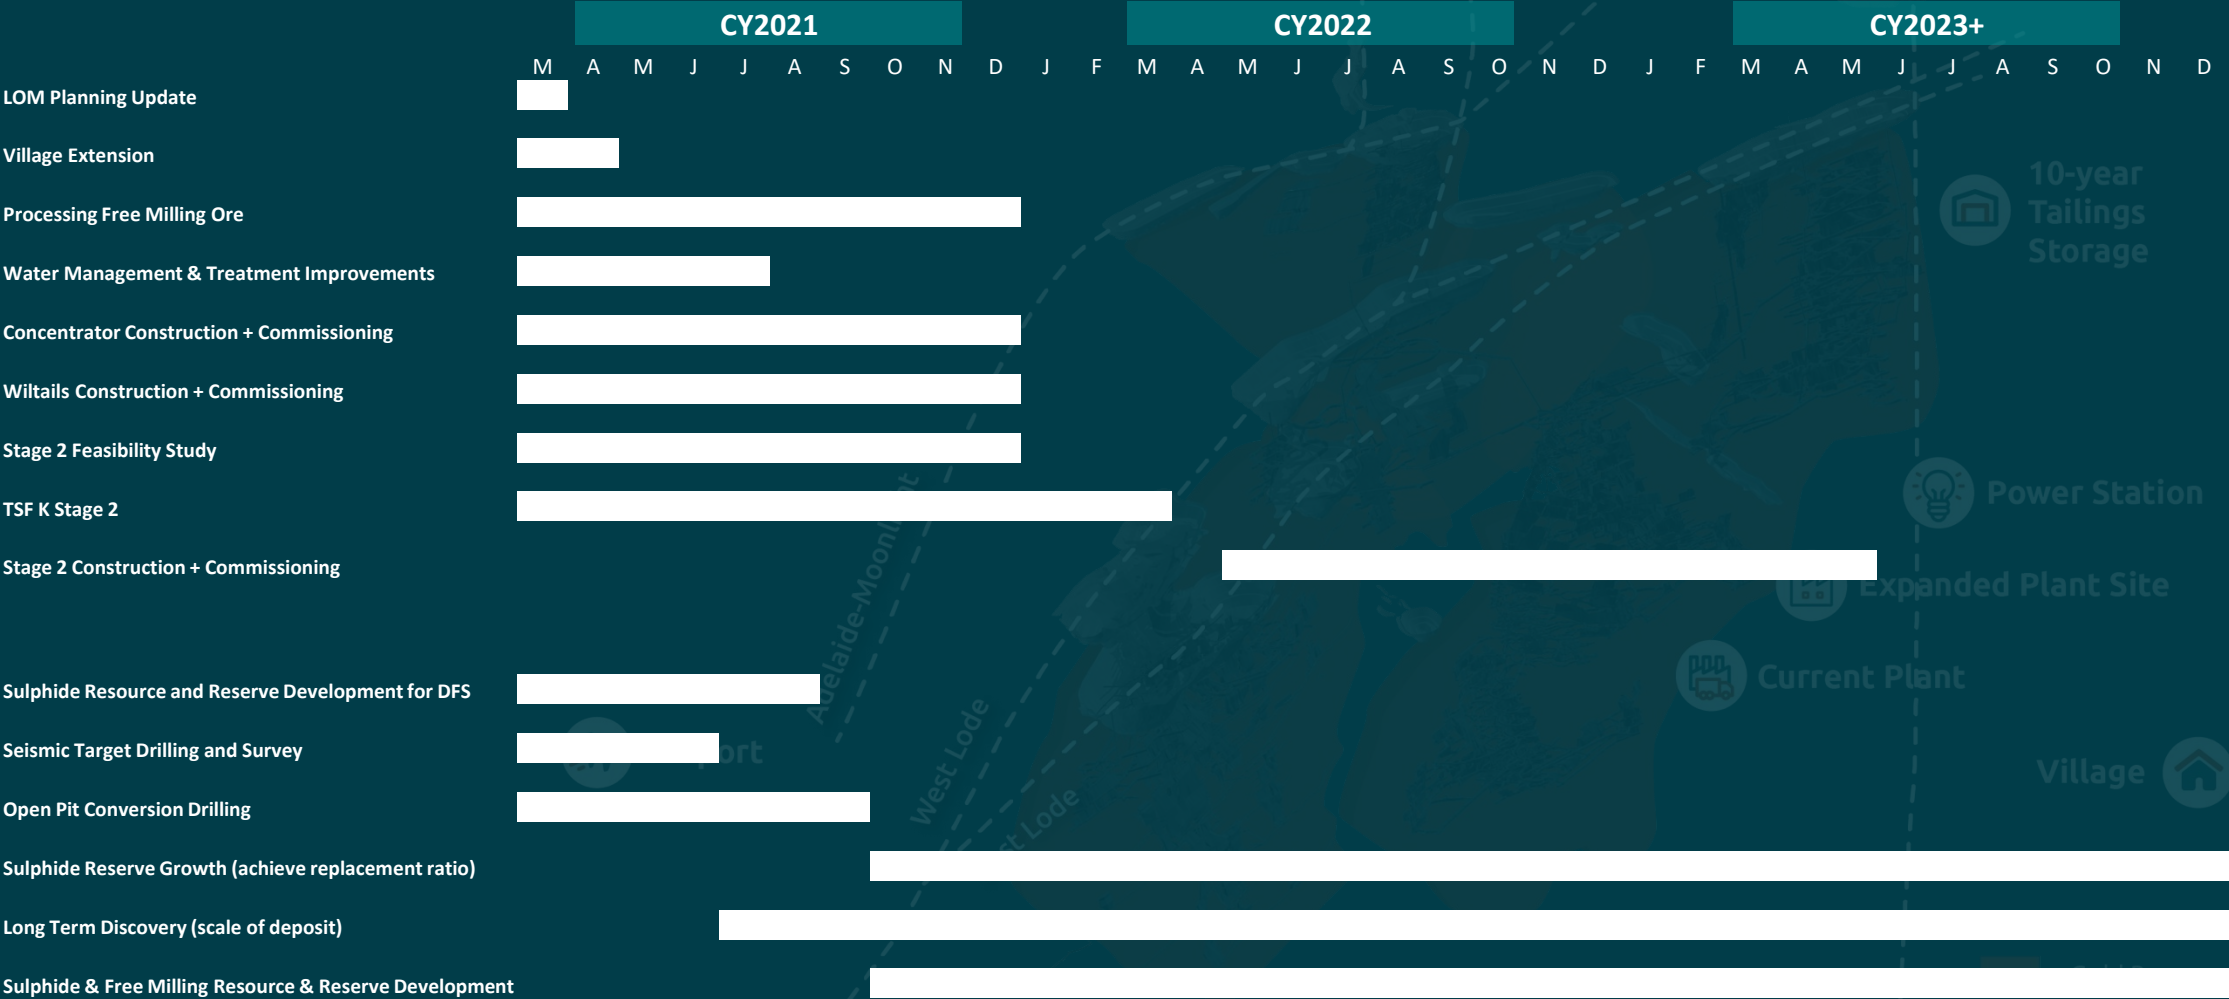 CY2021 CY2022 CY2023+
M A M J J A S O N D J F M A M J J A S O N D J F M A M J J A S O N D
LOM Planning Update
Village Extension
10-year
Tailings
Storage
Processing Free Milling Ore
Water Management & Treatment Improvements
Concentrator Construction + Commissioning
Wiltails Construction + Commissioning
Stage 2 Feasibility Study
Power Station
TSF K Stage 2
Stage 2 Construction + Commissioning
Expanded Plant Site
Current Plant
Sulphide Resource and Reserve Development for DFS
Seismic Target Drilling and Survey
Village
West Lode
Open Pit Conversion Drilling
Lode
Sulphide Reserve Growth (achieve replacement ratio)
Long Term Discovery (scale of deposit)
Sulphide & Free Milling Resource & Reserve Development